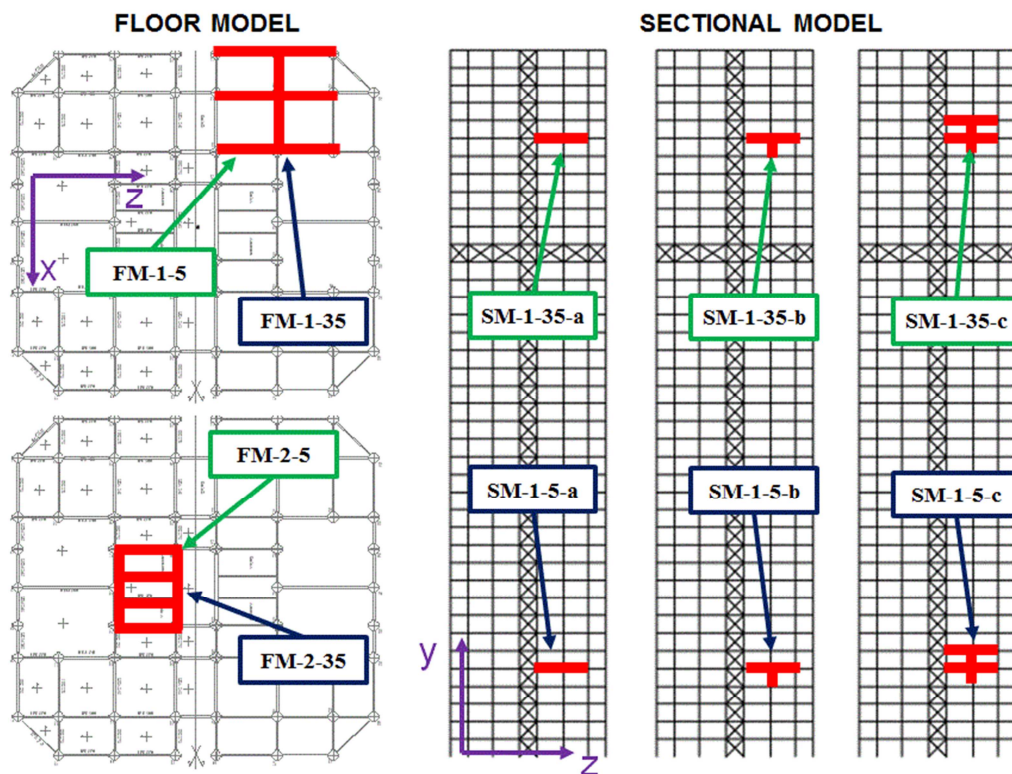 FLOOR MODEL
SECTIONAL MODEL
z
x
FM-1-5
FM-1-35
FM-2-5
FM-2-35
SM-1-35-a
SM-1-35-b
SM-1-35-c
SM-1-5-a
SM-1-5-b
SM-1-5-c
y
z